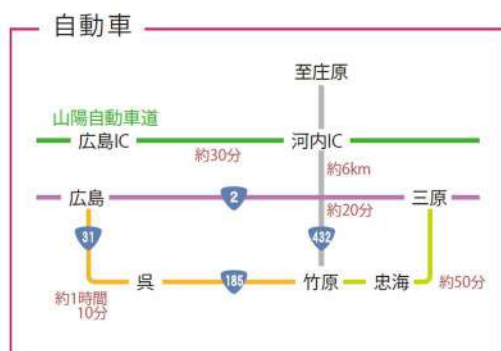 自動車
至庄原
山陽自動車道
広島IC
河内IC
約30分
約6km
広島
2
三原
約20分
31
432
呉
185
竹原
忠海
約50分
約1時間
10分